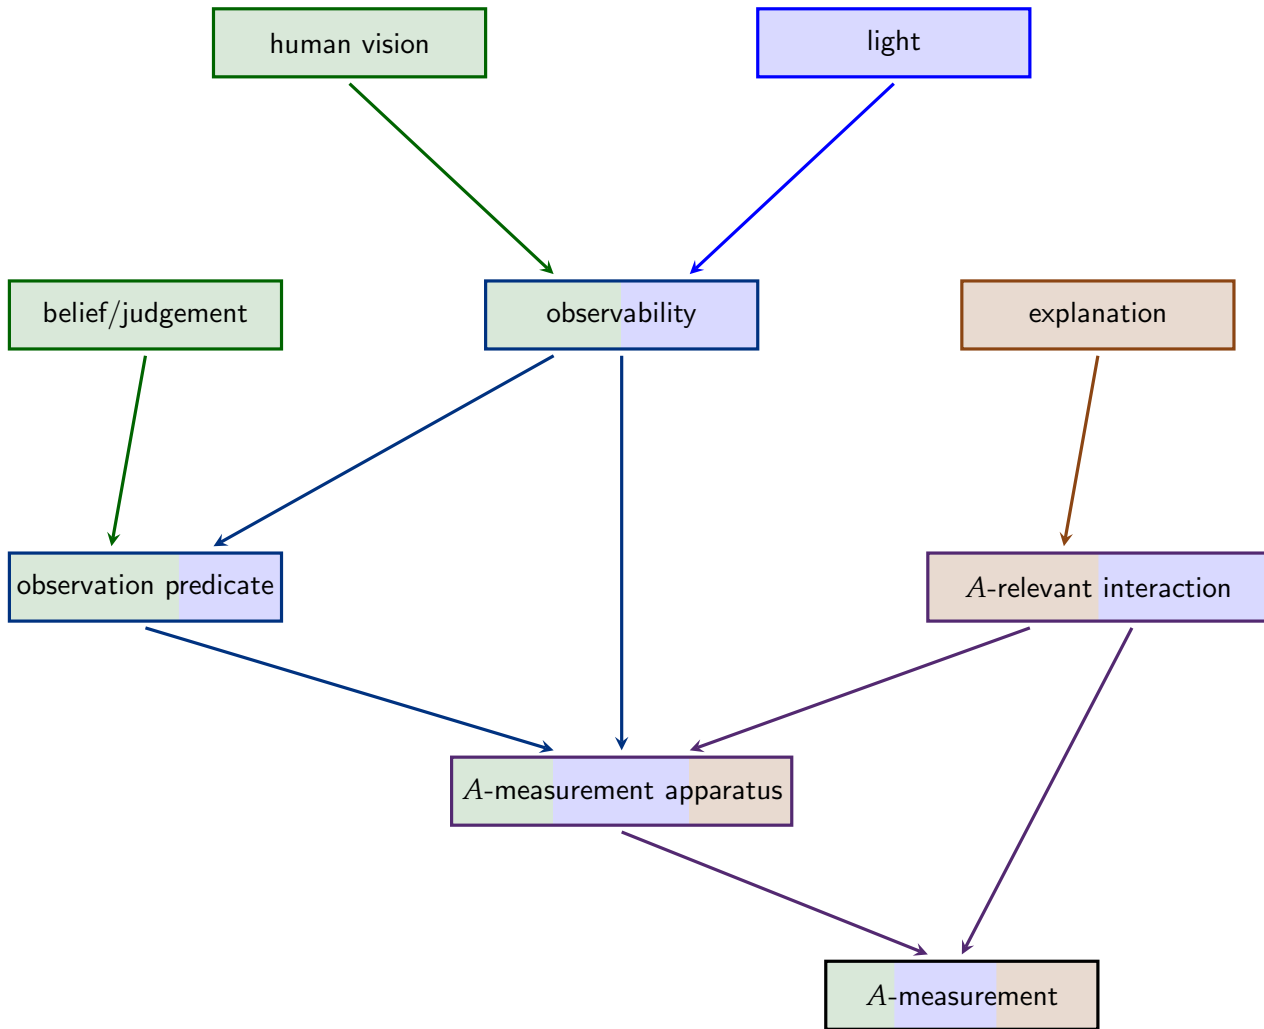 human vision
light
belief/judgement
observability
explanation
observation predicate
A-relevant interaction
A-measurement apparatus
A-measurement